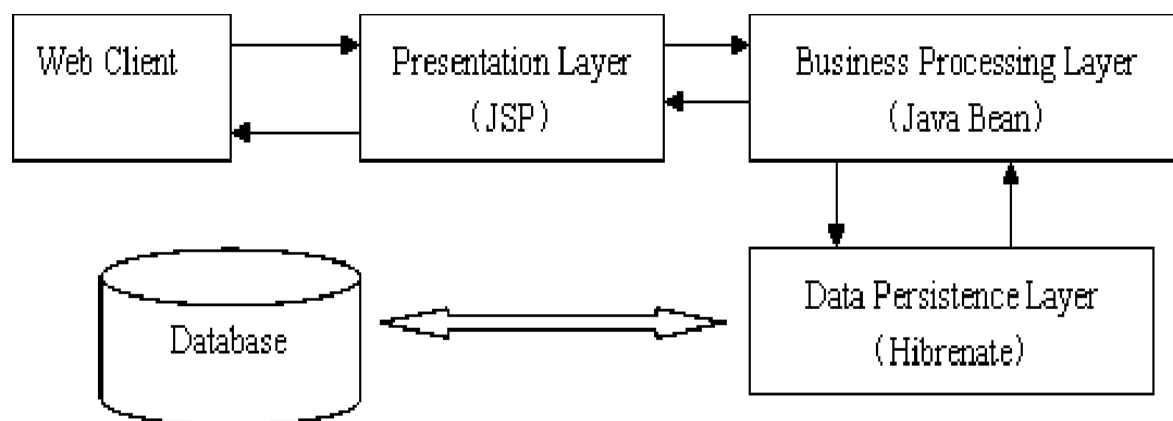 Web Client
Presentation Layer
(JSP)
Business Processing Layer
(Java Bean)
Database
Data Persistence Layer
(Hibrenate)